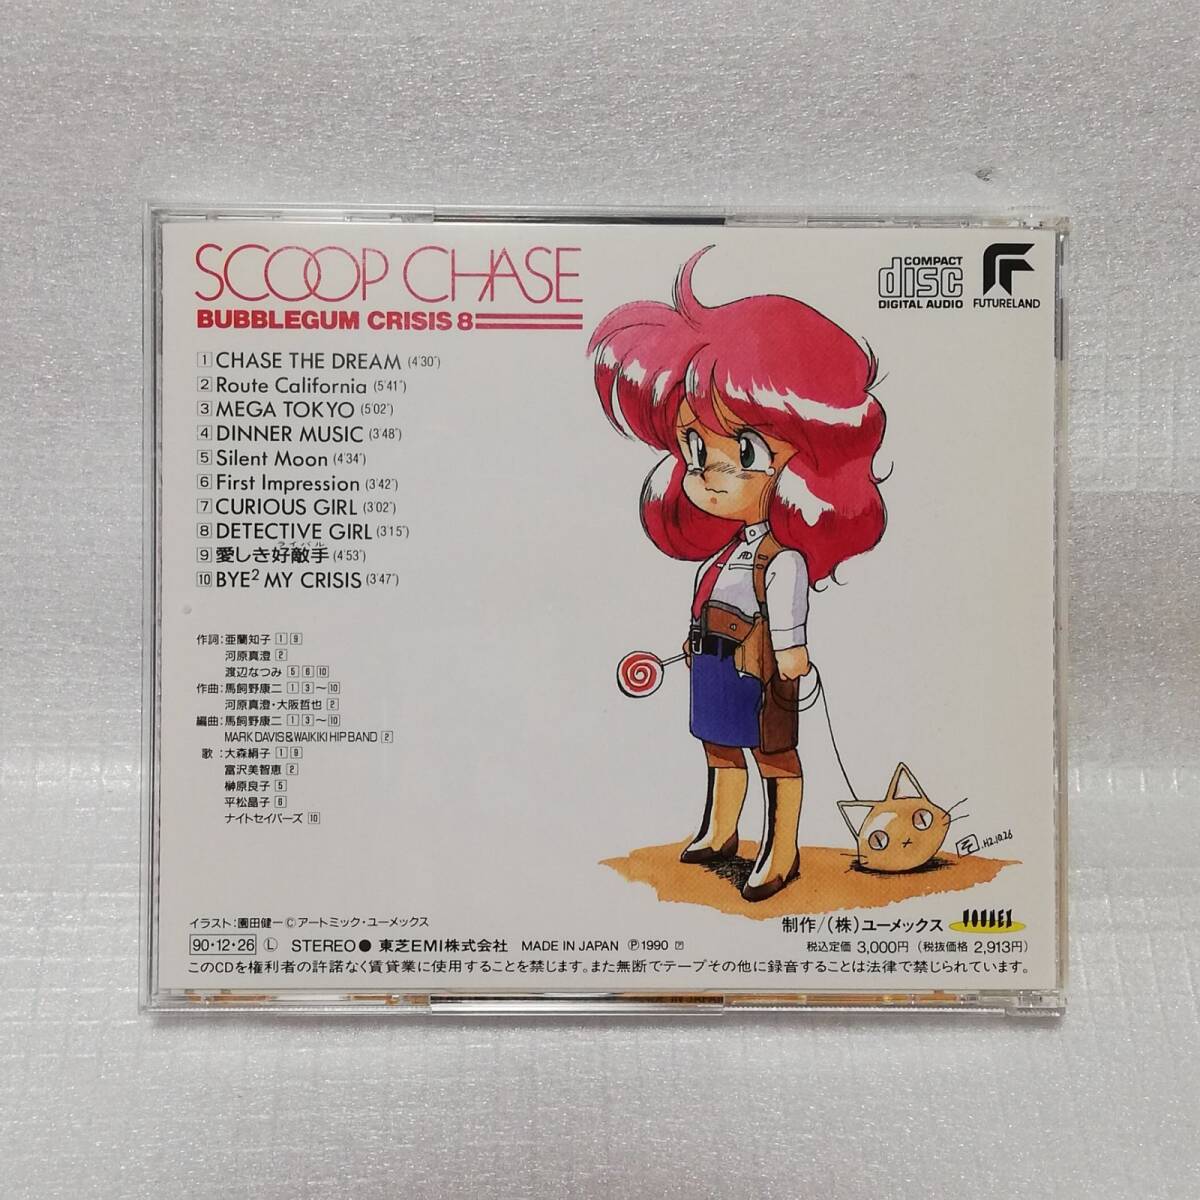 SCOOP CHASE
BUBBLEGUM CRISIS 8
COMPACT
disc
DIGITAL AUDIO
FUTURELAND
1 CHASE THE DREAM (4'30")
2 Route California (5'41")
3 MEGA TOKYO (5'02")
4 DINNER MUSIC (3'48")
5 Silent Moon (4'34")
6 First Impression (3'42")
7 CURIOUS GIRL (3'02")
8 DETECTIVE GIRL (3'15")
ライバル
9 愛しき好敵手 (4'53")
10 BYE² MY CRISIS (3'47")
AD
作詞:亜蘭知子 1 9
河原真澄 2
渡辺なつみ 5 6 10
作曲:馬飼野康二 1 3〜10
河原真澄・大阪哲也 2
編曲:馬飼野康二 1 3〜10
MARK DAVIS&WAIKIKI HIP BAND 2
歌:大森絹子 1 9
富沢美智恵 2
榊原良子 5
平松晶子 6
ナイトセイバーズ 10
そ .H2.10.26
イラスト:園田健一©アートミック・ユーメックス
制作/(株)ユーメックス YOUMEX
90・12・26 Ⓛ STEREO● 東芝EMI株式会社 MADE IN JAPAN Ⓟ1990
税込定価 3,000円(税抜価格 2,913円)
このCDを権利者の許諾なく賃貸業に使用することを禁じます。また無断でテープその他に録音することは法律で禁じられています。